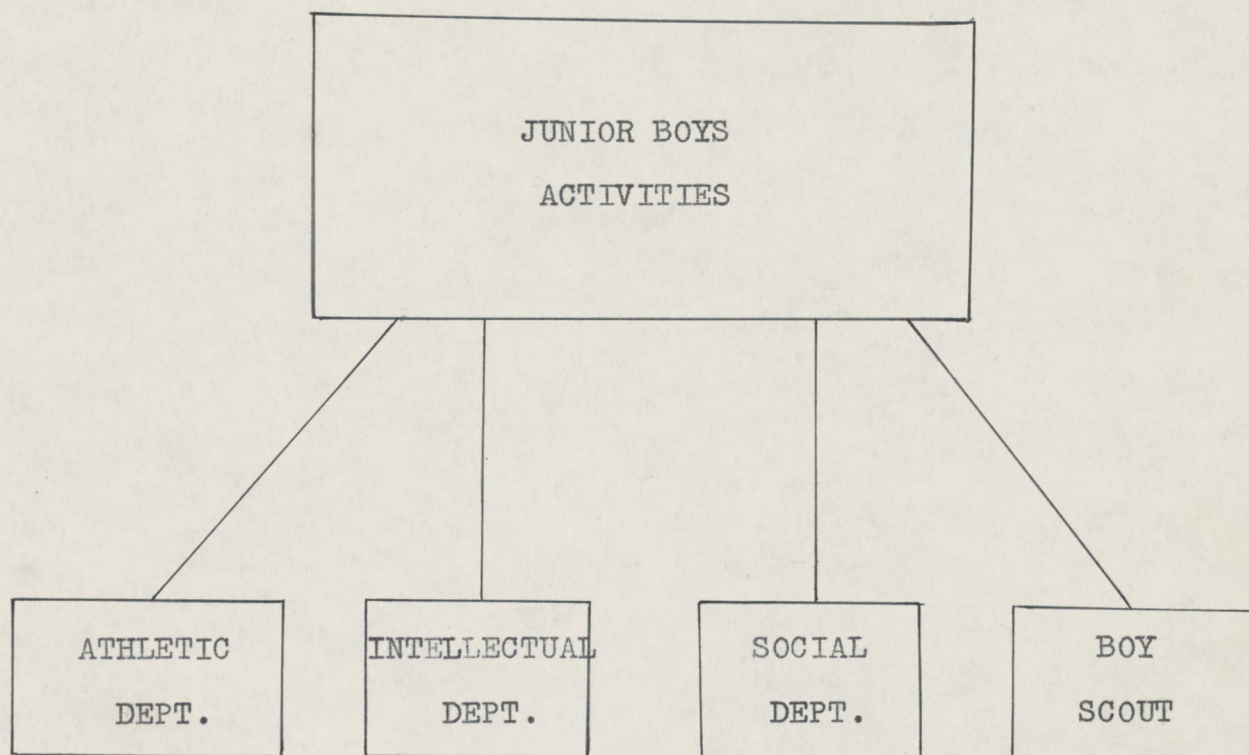 JUNIOR BOYS
ACTIVITIES
ATHLETIC
DEPT.
INTELLECTUAL
DEPT.
SOCIAL
DEPT.
BOY
SCOUT